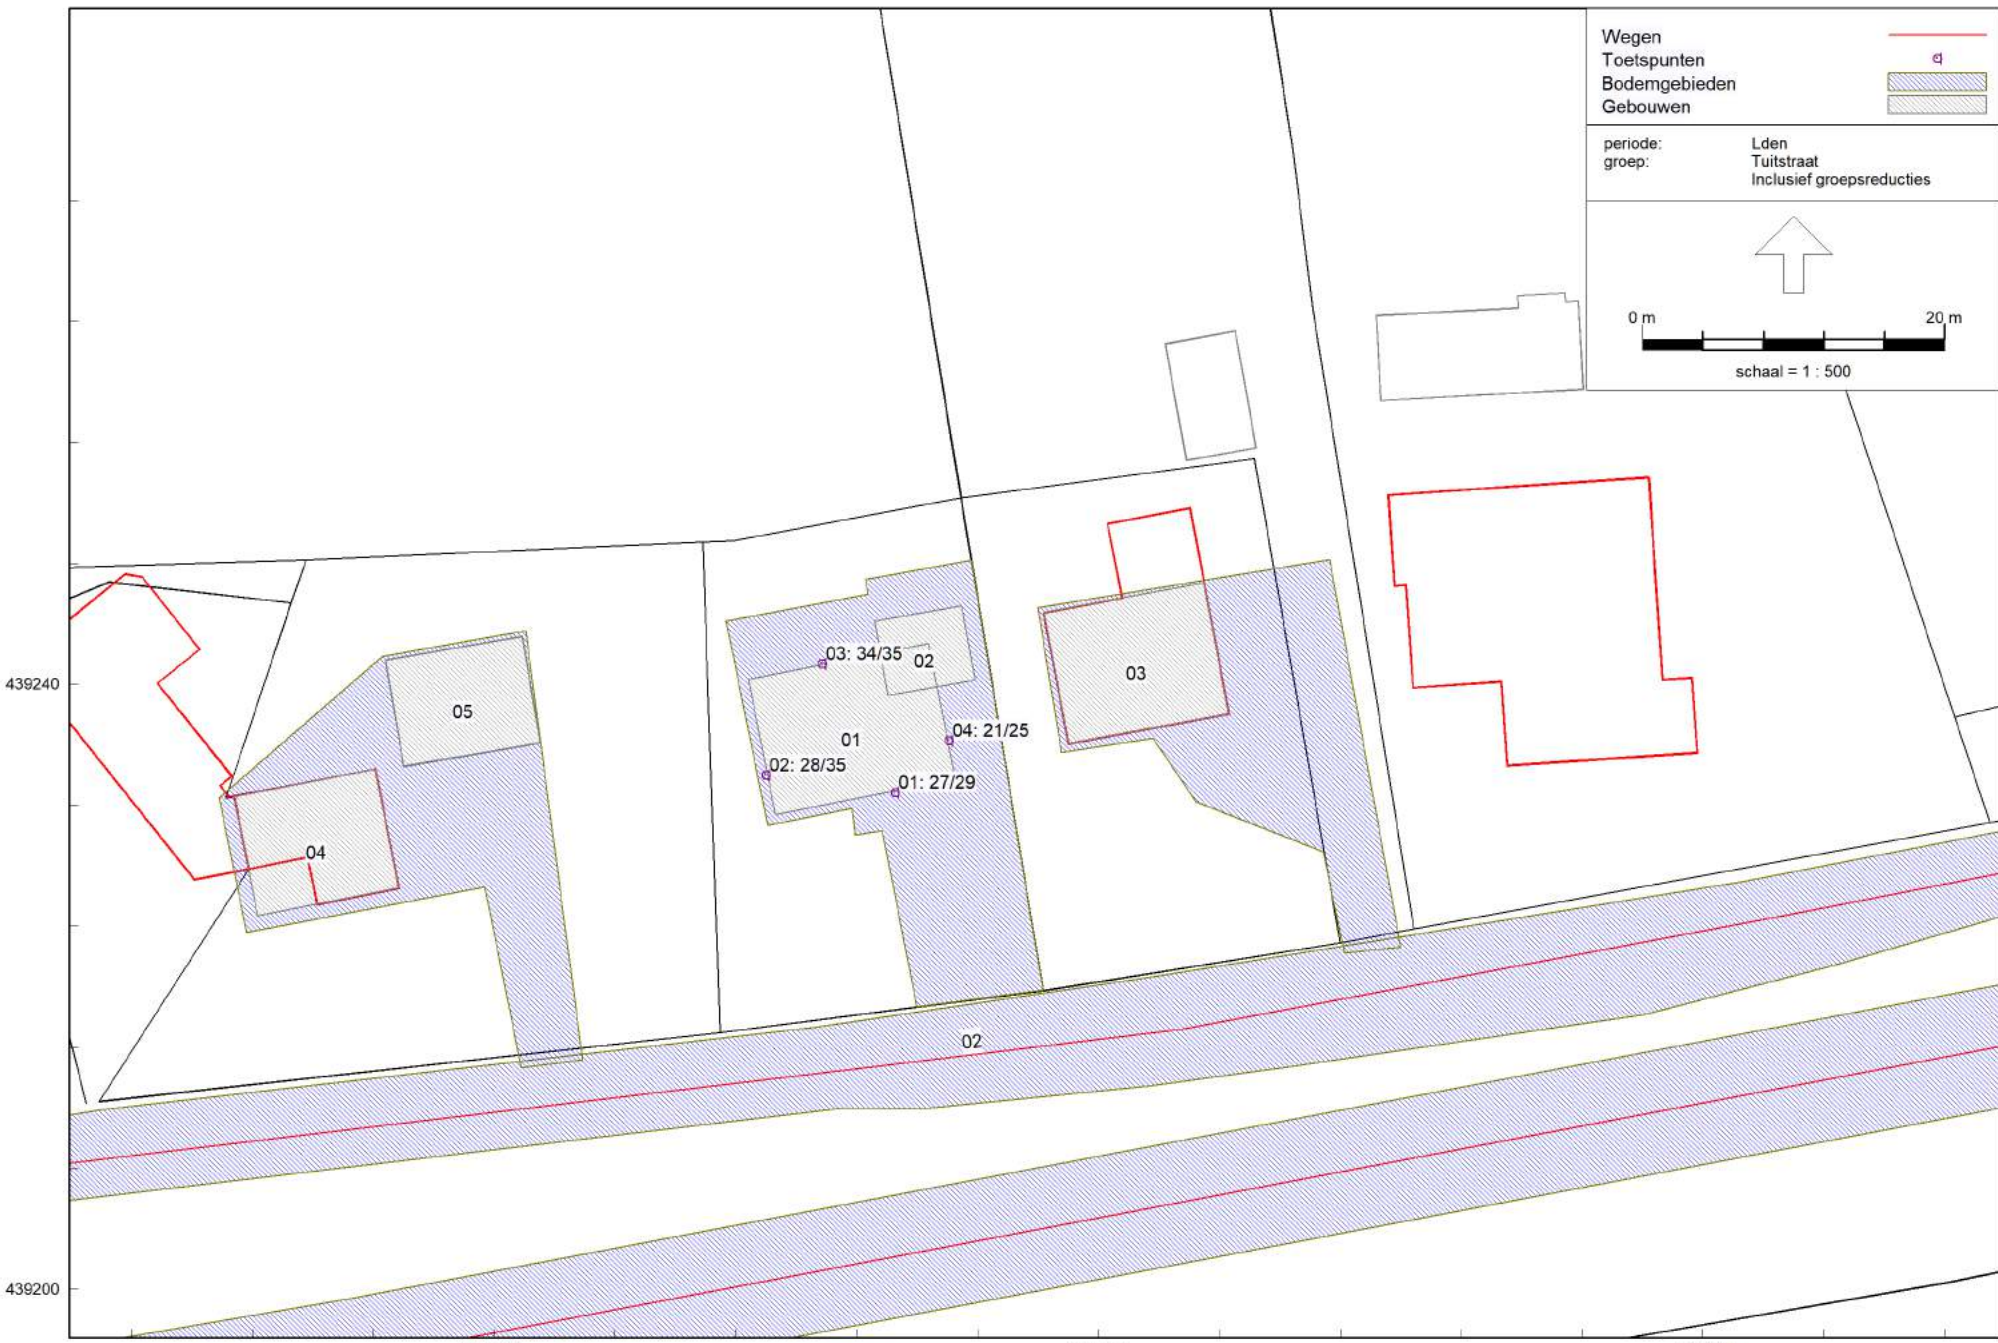 Wegen
Toetspunten
Bodemgebieden
Gebouwen
periode: Lden
groep: Tuitstraat
Inclusief groepsreducties
0 m 20 m
schaal = 1 : 500
03: 34/35
02
03
439240
05
04: 21/25
01
02: 28/35
01: 27/29
04
02
439200